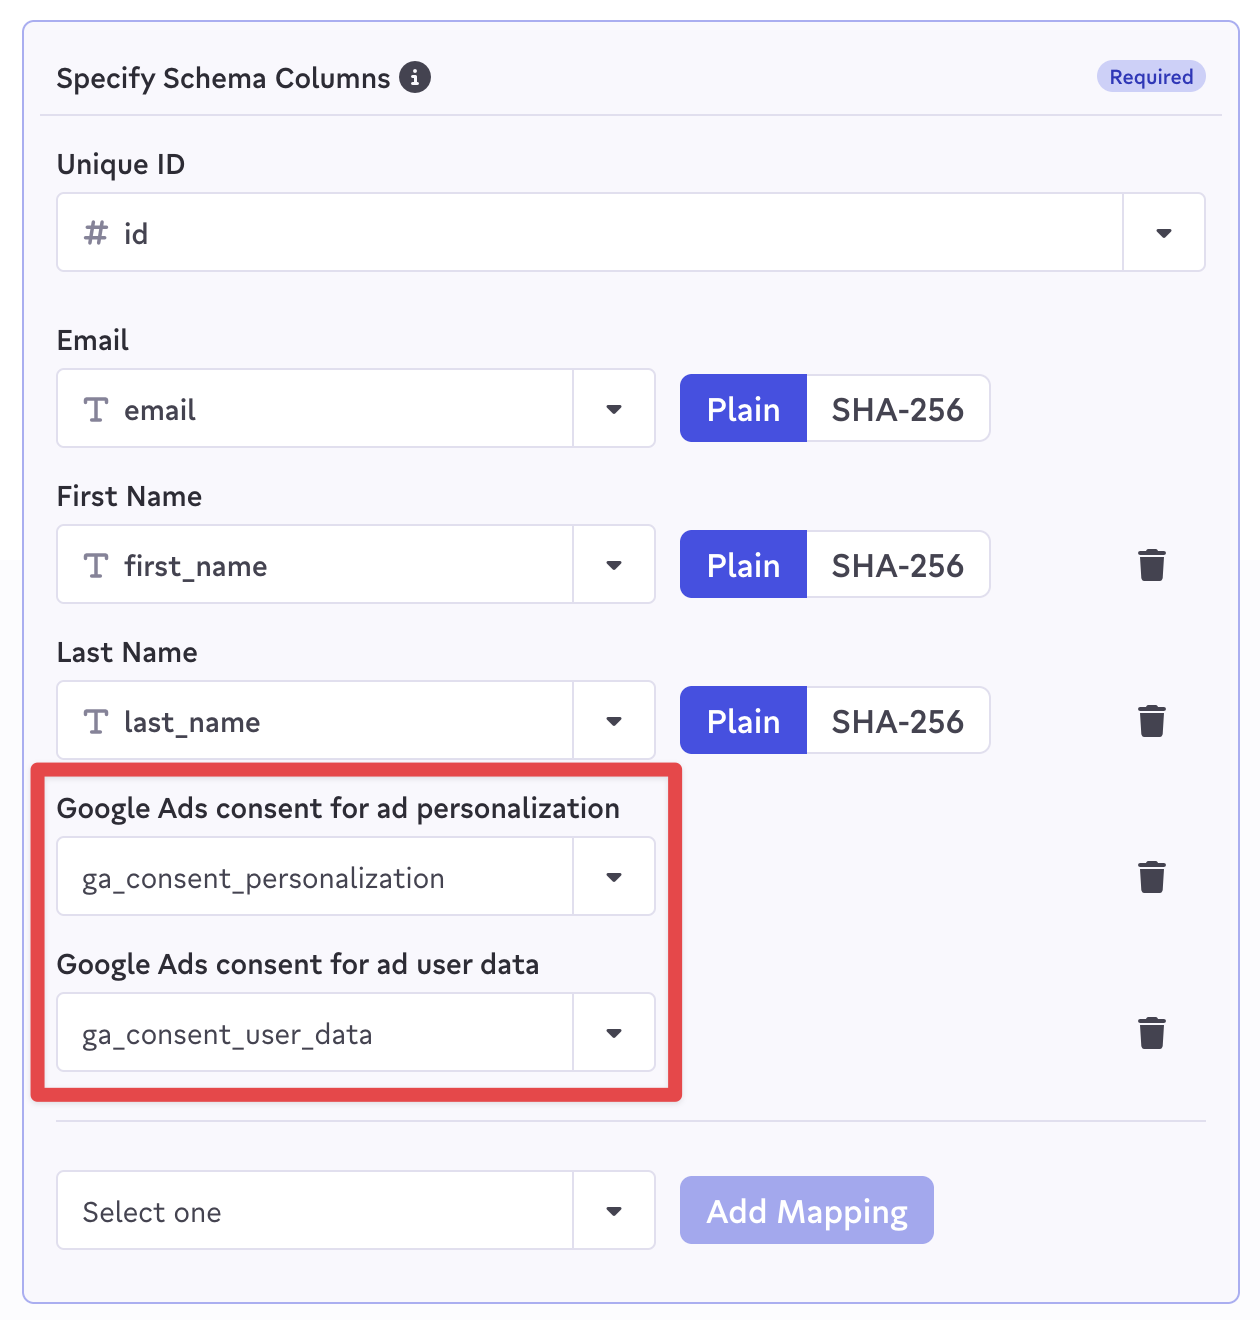 Specify Schema Columns
Required
Unique ID
# id
Email
T email
Plain SHA-256
First Name
T first_name
Plain SHA-256
Last Name
T last_name
Plain SHA-256
Google Ads consent for ad personalization
ga_consent_personalization
Google Ads consent for ad user data
ga_consent_user_data
Select one
Add Mapping